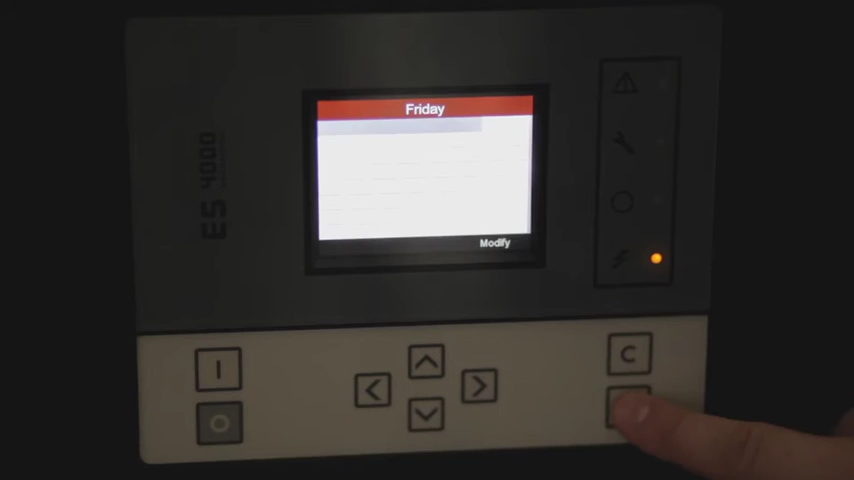 Friday
Modify
ES 4000
I
O
C